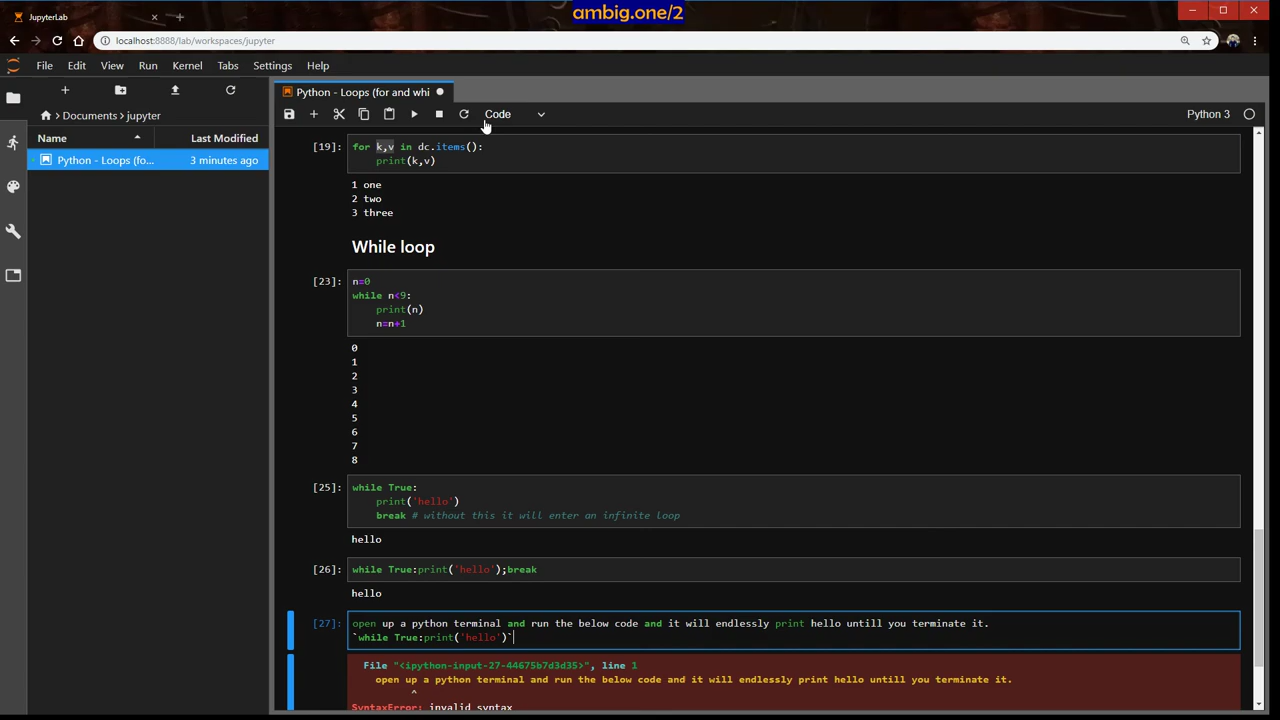 ambig.one/2
JupyterLab
localhost:8888/lab/workspaces/jupyter
File Edit View Run Kernel Tabs Settings Help
Python - Loops (for and whi
Documents jupyter
Code
Python 3
Name Last Modified
Python - Loops (fo... 3 minutes ago
[19]: for k,v in dc.items():
print(k,v)
1 one
2 two
3 three
While loop
[23]: n=0
while n<9:
print(n)
n=n+1
0
1
2
3
4
5
6
7
8
[25]: while True:
print('hello')
break # without this it will enter an infinite loop
hello
[26]: while True:print('hello');break
hello
[27]: open up a python terminal and run the below code and it will endlessly print hello untill you terminate it.
`while True:print('hello')`
File "<ipython-input-27-44675b7d3d35>", line 1
open up a python terminal and run the below code and it will endlessly print hello untill you terminate it.
^
SyntaxError: invalid syntax